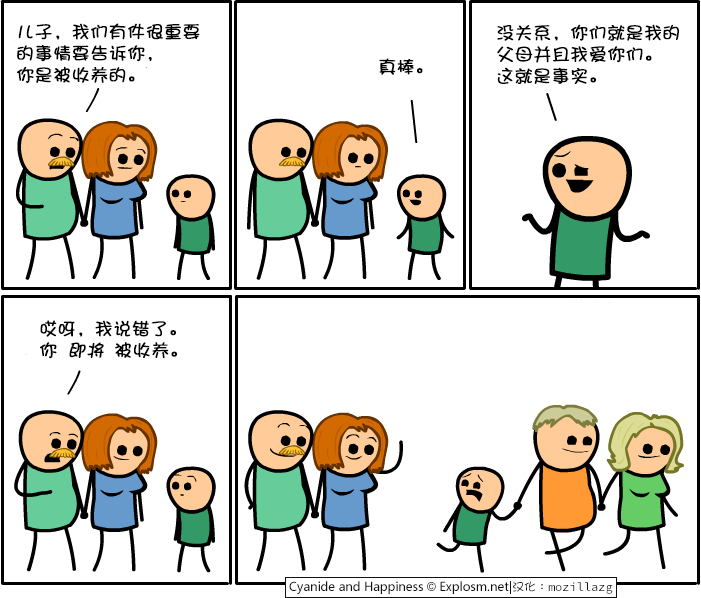 儿子，我们有件很重要
的事情要告诉你，
你是被收养的。
真棒。
没关系，你们就是我的
父母并且我爱你们。
这就是事实。
哎呀，我说错了。
你 即将 被收养。
Cyanide and Happiness © Explosm.net|汉化：mozillazg